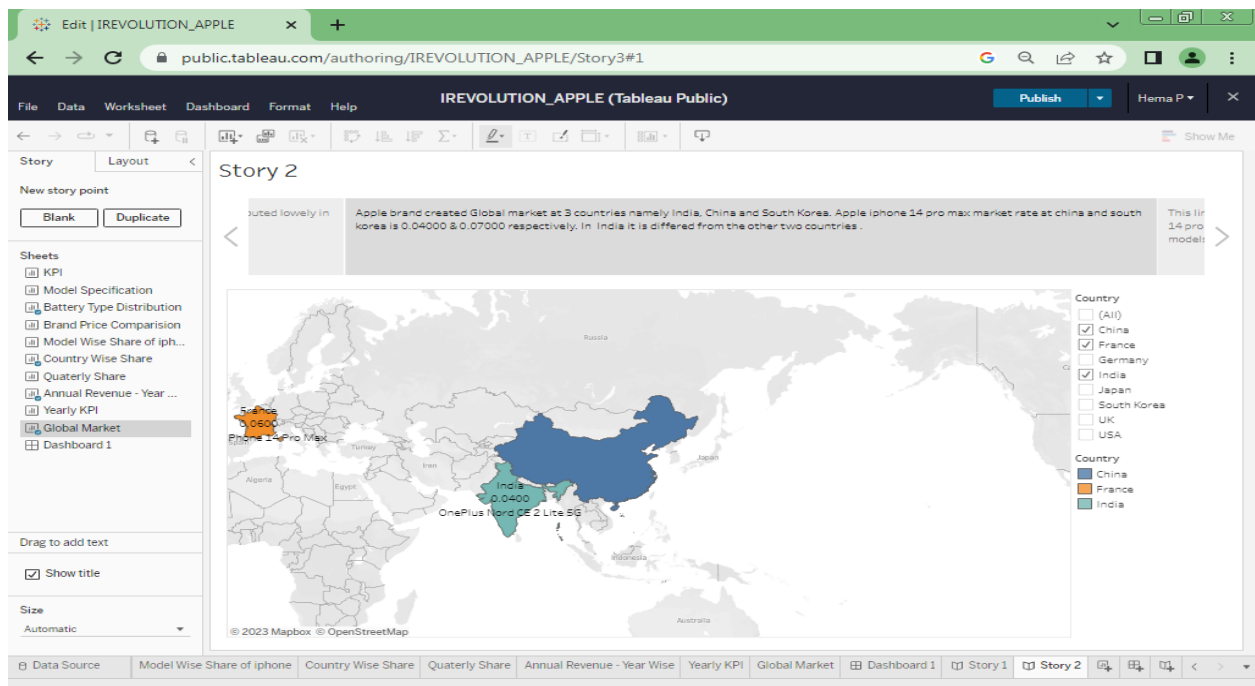 Edit | IREVOLUTION_APPLE
public.tableau.com/authoring/IREVOLUTION_APPLE/Story3#1
File Data Worksheet Dashboard Format Help
IREVOLUTION_APPLE (Tableau Public)
Publish
Hema P
Show Me
Story Layout
New story point
Blank Duplicate
Sheets
KPI
Model Specification
Battery Type Distribution
Brand Price Comparision
Model Wise Share of iph...
Country Wise Share
Quaterly Share
Annual Revenue - Year ...
Yearly KPI
Global Market
Dashboard 1
Drag to add text
Show title
Size
Automatic
Story 2
outed lowely in
Apple brand created Global market at 3 countries namely India, China and South Korea. Apple iphone 14 pro max market rate at china and south
korea is 0.04000 & 0.07000 respectively. In India it is differed from the other two countries .
This lin
14 pro
models
Russia
France
0.0600
Phone 14 Pro Max
Turkey
Iran
Japan
Algeria
Egypt
India
0.0400
OnePlus Nord CE 2 Lite 5G
Indonesia
Australia
© 2023 Mapbox © OpenStreetMap
Country
(All)
China
France
Germany
India
Japan
South Korea
UK
USA
Country
China
France
India
Data Source Model Wise Share of iphone Country Wise Share Quaterly Share Annual Revenue - Year Wise Yearly KPI Global Market Dashboard 1 Story 1 Story 2